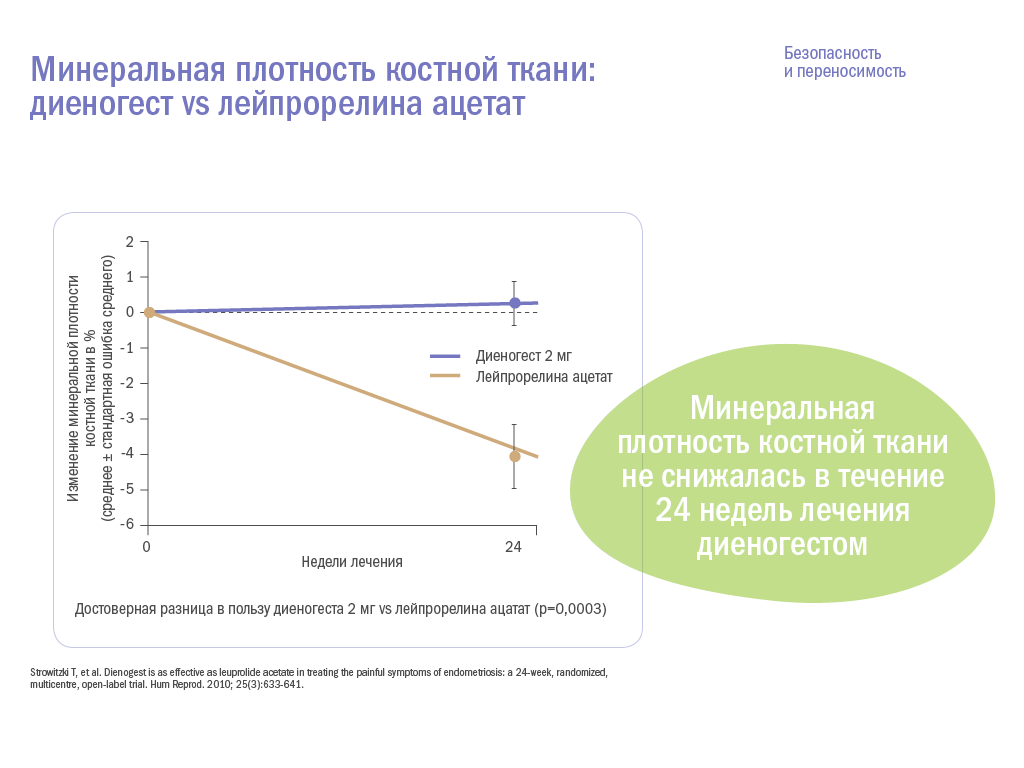 Минеральная плотность костной ткани:
диеногест vs лейпрорелина ацетат
Безопасность
и переносимость
Изменение минеральной плотности
костной ткани в %
(среднее ± стандартная ошибка среднего)
2
1
0
-1
-2
-3
-4
-5
-6
Диеногест 2 мг
Лейпрорелина ацетат
0
24
Недели лечения
Достоверная разница в пользу диеногеста 2 мг vs лейпрорелина ацатат (p=0,0003)
Минеральная
плотность костной ткани
не снижалась в течение
24 недель лечения
диеногестом
Strowitzki T, et al. Dienogest is as effective as leuprolide acetate in treating the painful symptoms of endometriosis: a 24-week, randomized,
multicentre, open-label trial. Hum Reprod. 2010; 25(3):633-641.